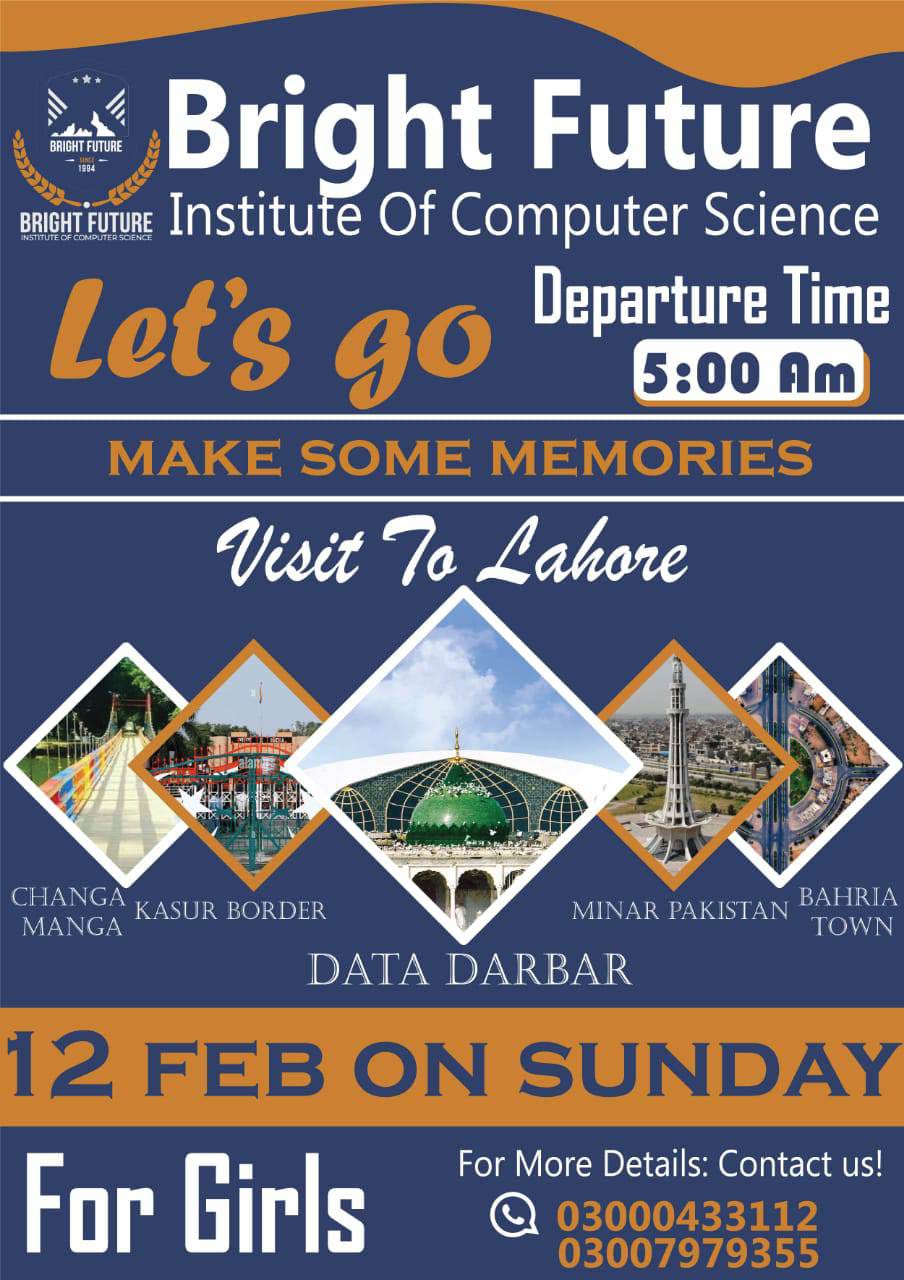 BRIGHT FUTURE
SINCE
1994
BRIGHT FUTURE
INSTITUTE OF COMPUTER SCIENCE
Bright Future
Institute Of Computer Science
Let's go
Departure Time
5:00 Am
MAKE SOME MEMORIES
Visit To Lahore
CHANGA
MANGA
KASUR BORDER
DATA DARBAR
MINAR PAKISTAN
BAHRIA
TOWN
12 FEB ON SUNDAY
For Girls
For More Details: Contact us!
03000433112
03007979355